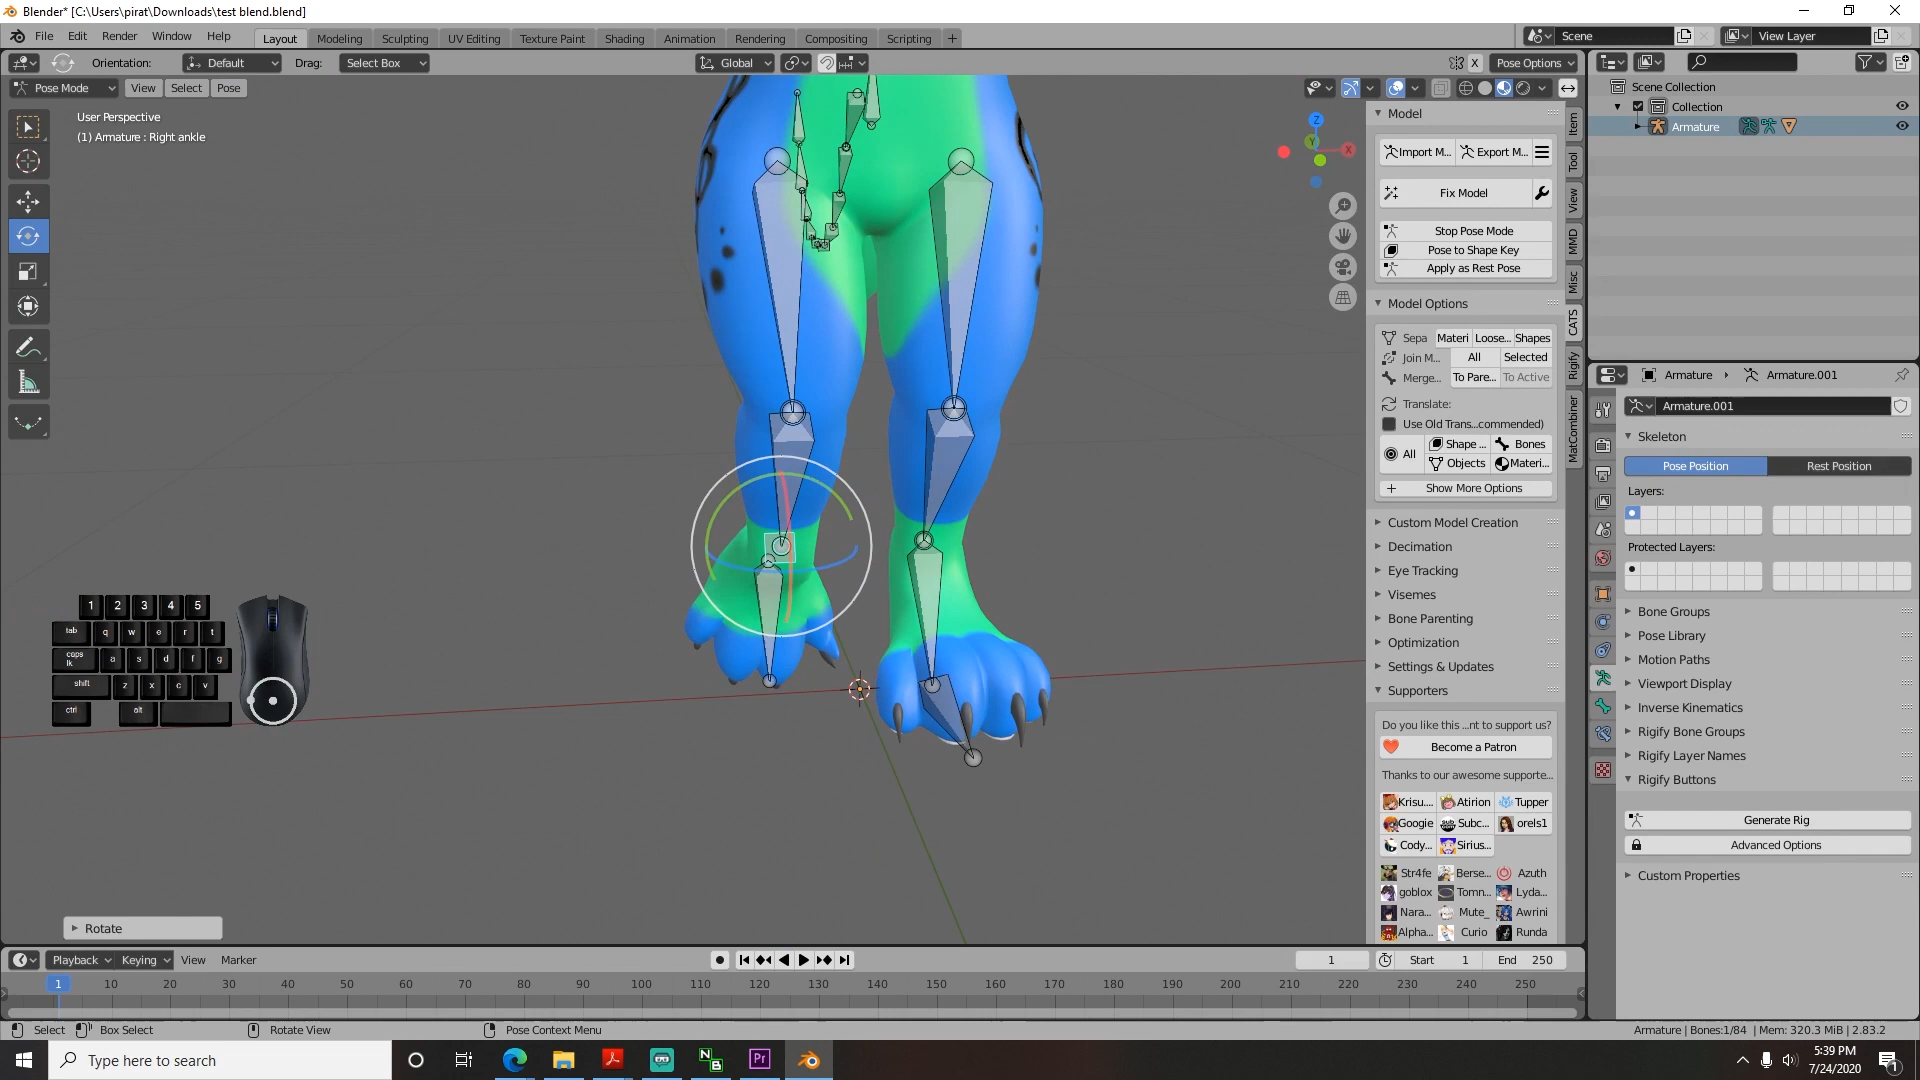 Blender* [C:\Users\pirat\Downloads\test blend.blend]
File Edit Render Window Help Layout Modeling Sculpting UV Editing Texture Paint Shading Animation Rendering Compositing Scripting + Scene View Layer
Orientation: Default Drag: Select Box Global X Pose Options
Pose Mode View Select Pose
User Perspective
(1) Armature : Right ankle
Z
Y
X
Model
Import M... Export M...
Fix Model
Stop Pose Mode
Pose to Shape Key
Apply as Rest Pose
Model Options
Sepa Materi Loose... Shapes
Join M... All Selected
Merge... To Pare... To Active
Translate:
Use Old Trans...commended)
All Shape ... Bones
Objects Materi...
Show More Options
Custom Model Creation
Decimation
Eye Tracking
Visemes
Bone Parenting
Optimization
Settings & Updates
Supporters
Do you like this ...nt to support us?
Become a Patron
Thanks to our awesome supporte...
Krisu.... Atirion Tupper
Googie Subc... orels1
Cody... Sirius...
Str4fe Berse... Azuth
goblox Tomn... Lyda...
Nara... Mute_ Awrini
Alpha... Curio Runda
Item
Tool
View
MMD
Misc
CATS
Rigify
MatCombiner
Scene Collection
Collection
Armature
Armature Armature.001
Armature.001
Skeleton
Pose Position Rest Position
Layers:
Protected Layers:
Bone Groups
Pose Library
Motion Paths
Viewport Display
Inverse Kinematics
Rigify Bone Groups
Rigify Layer Names
Rigify Buttons
Generate Rig
Advanced Options
Custom Properties
1 2 3 4 5
tab q w e r t
caps lk a s d f g
shift z x c v
ctrl alt
Rotate
Playback Keying View Marker 1 Start 1 End 250
1 10 20 30 40 50 60 70 80 90 100 110 120 130 140 150 160 170 180 190 200 210 220 230 240 250
Select Box Select Rotate View Pose Context Menu Armature | Bones:1/84 | Mem: 320.3 MiB | 2.83.2
Type here to search
N B
Pr
5:39 PM
7/24/2020
1